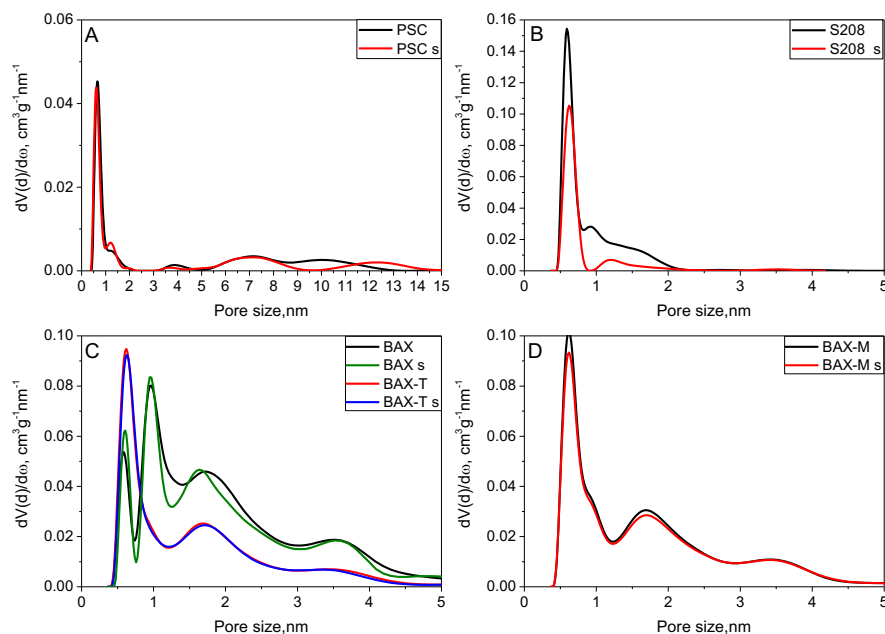 A
PSC
PSC s
dV(d)/dω, cm³g⁻¹nm⁻¹
0.06
0.04
0.02
0.00
0 1 2 3 4 5 6 7 8 9 10 11 12 13 14 15
Pore size,nm
B
S208
S208 s
dV(d)/dω, cm³g⁻¹nm⁻¹
0.16
0.14
0.12
0.10
0.08
0.06
0.04
0.02
0.00
0 1 2 3 4 5
Pore size,nm
C
BAX
BAX s
BAX-T
BAX-T s
dV(d)/dω, cm³g⁻¹nm⁻¹
0.10
0.08
0.06
0.04
0.02
0.00
0 1 2 3 4 5
Pore size,nm
D
BAX-M
BAX-M s
dV(d)/dω, cm³g⁻¹nm⁻¹
0.10
0.08
0.06
0.04
0.02
0.00
0 1 2 3 4 5
Pore size,nm